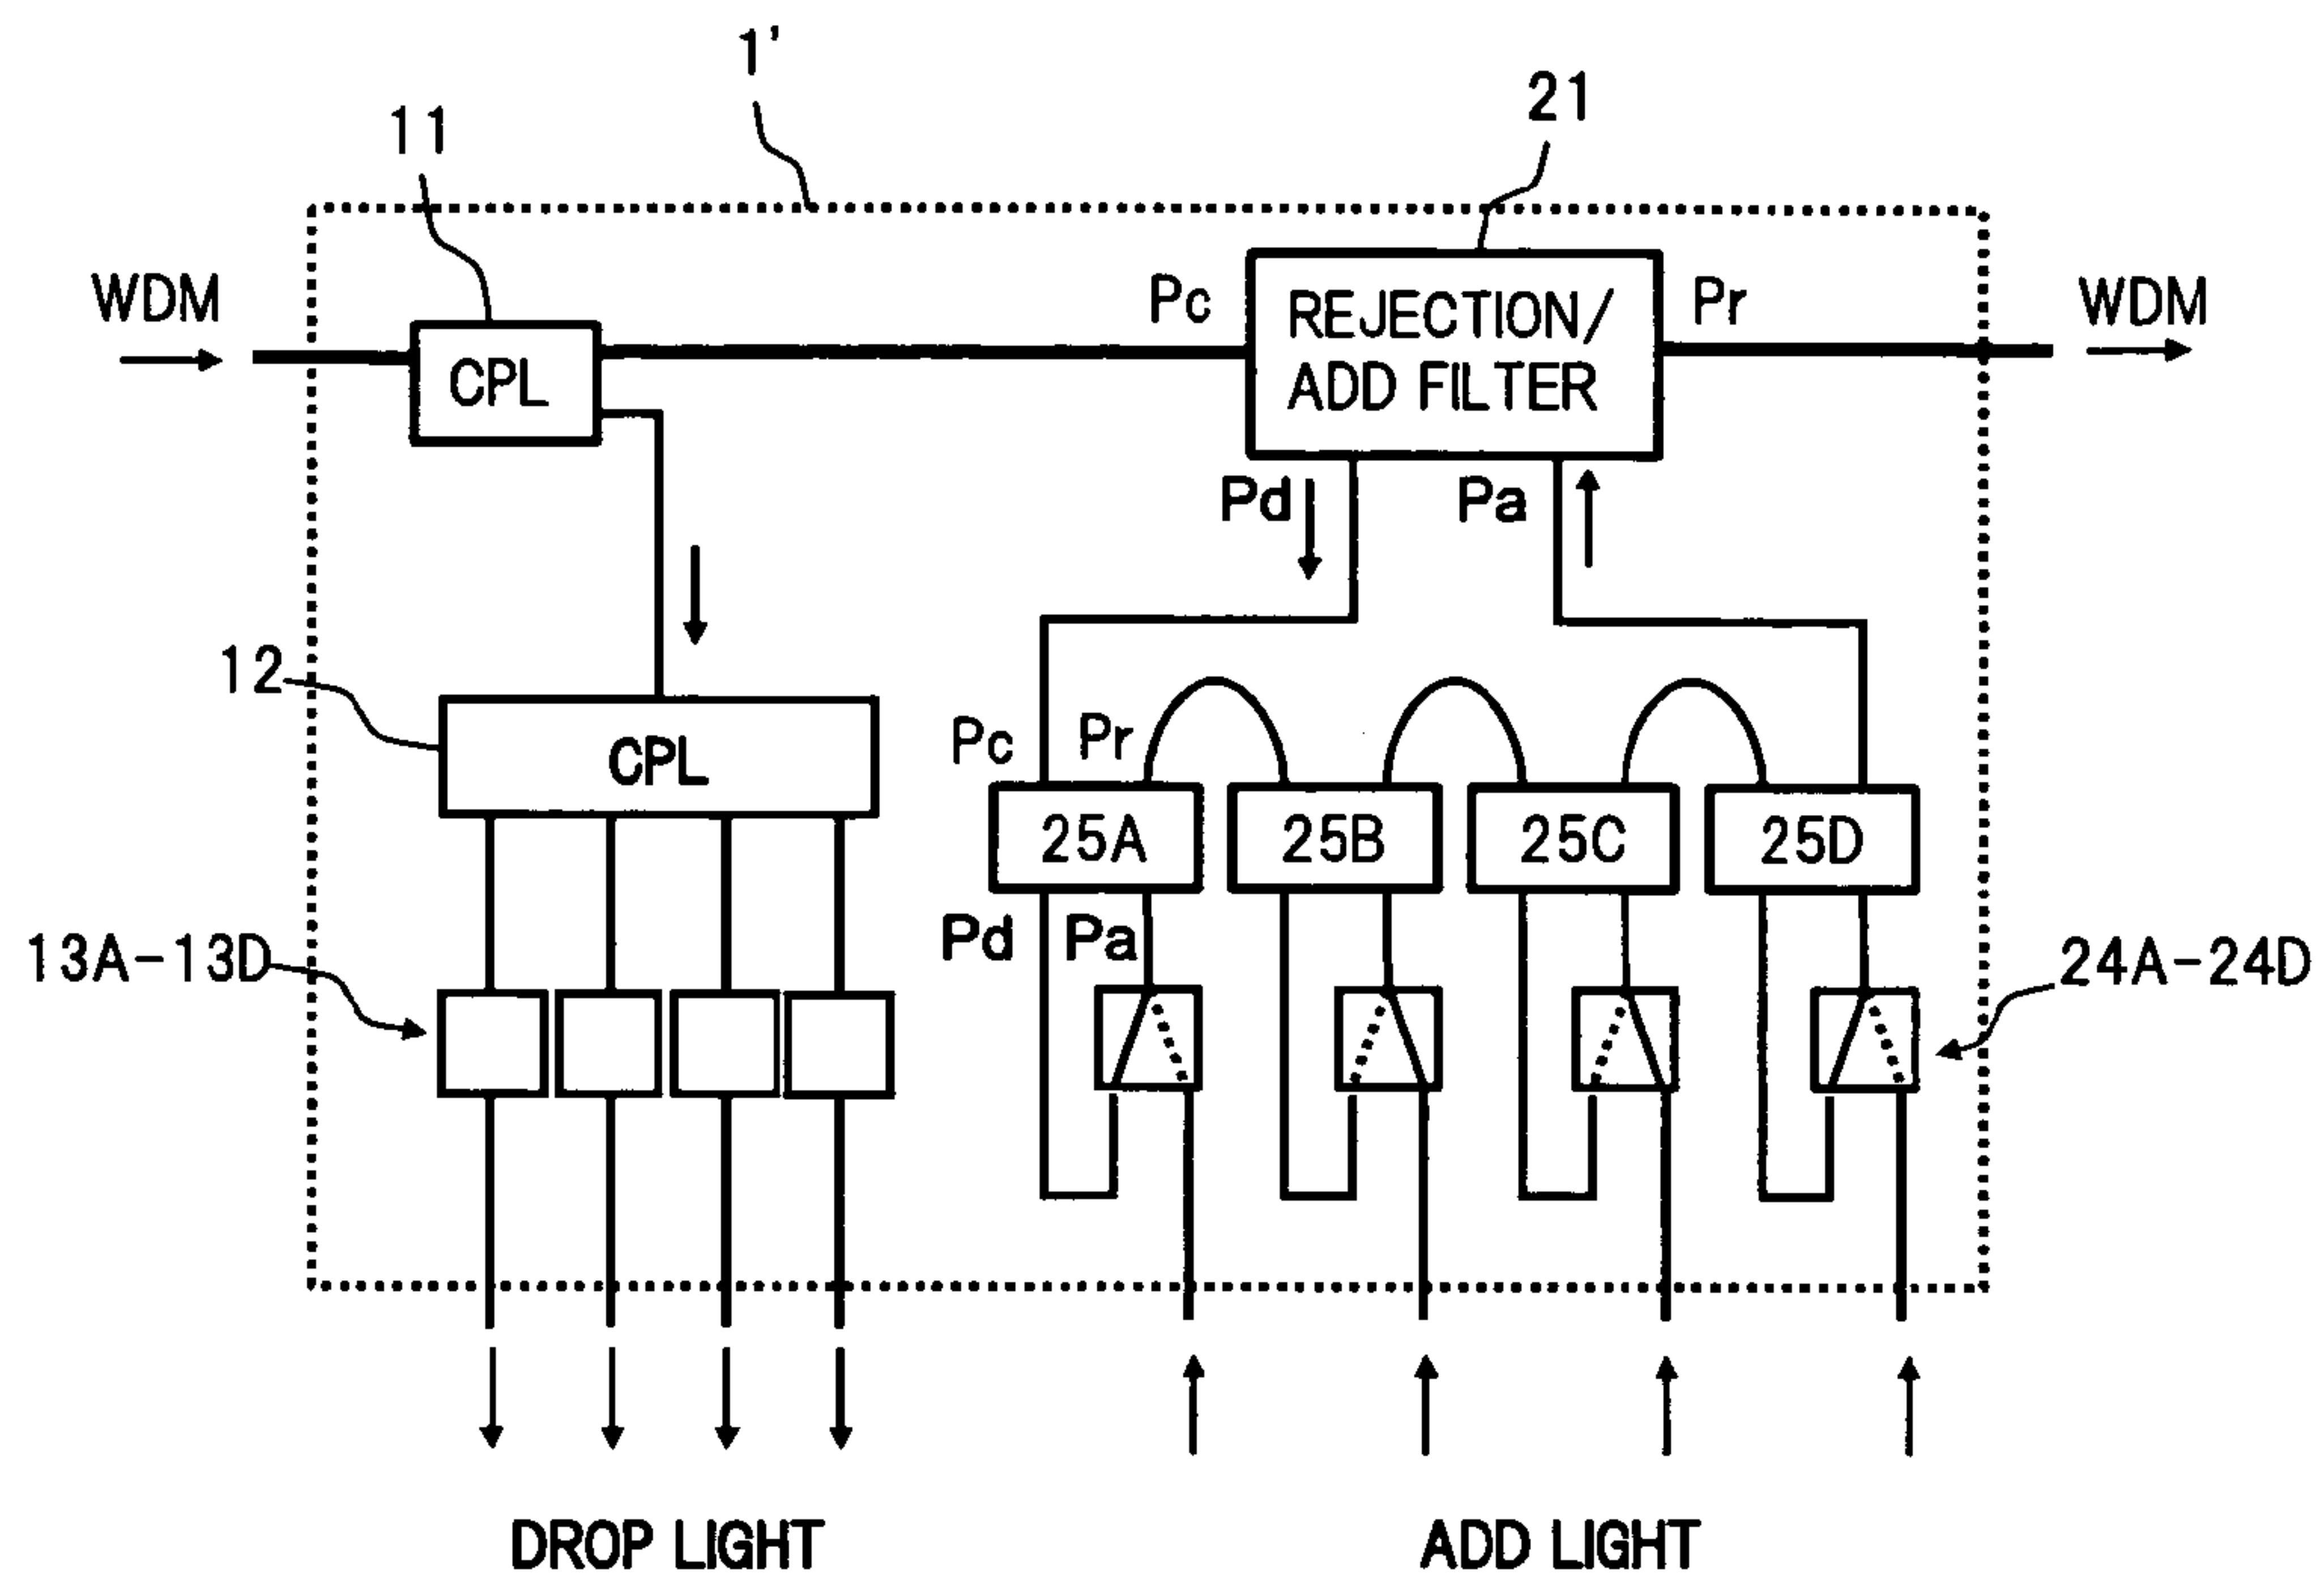 1'
11
21
WDM
Pc
REJECTION/
ADD FILTER
Pr
WDM
CPL
Pd
Pa
12
CPL
Pc
Pr
25A
25B
25C
25D
Pd
Pa
13A-13D
24A-24D
DROP LIGHT
ADD LIGHT